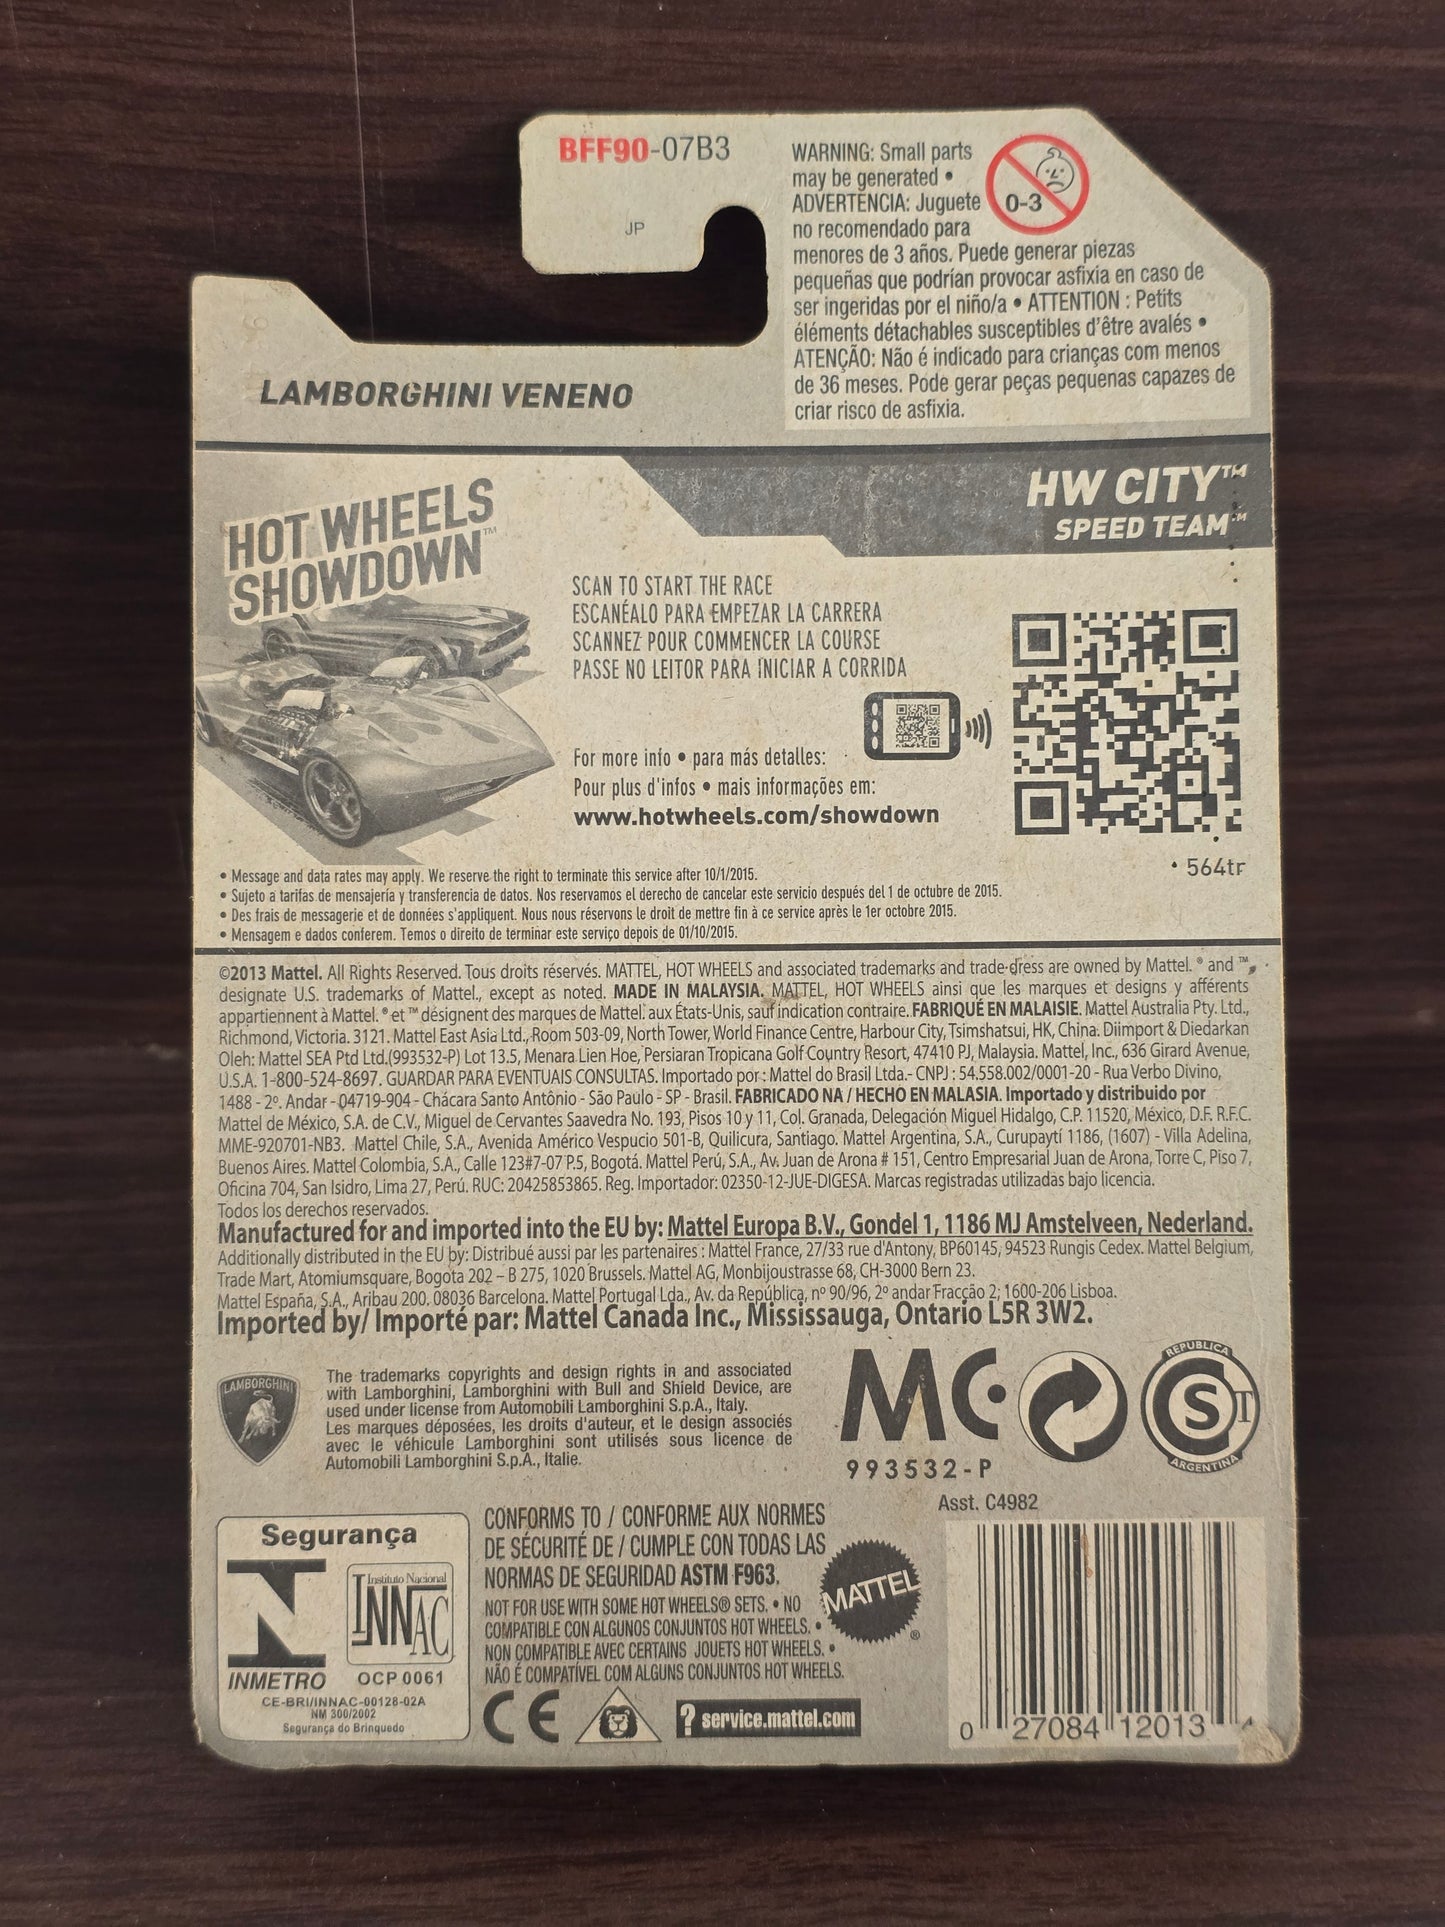 BFF90-07B3
JP
WARNING: Small parts
may be generated •
ADVERTENCIA: Juguete
no recomendado para
menores de 3 años. Puede generar piezas
pequeñas que podrían provocar asfixia en caso de
ser ingeridas por el niño/a • ATTENTION : Petits
éléments détachables susceptibles d'être avalés •
ATENÇÃO: Não é indicado para crianças com menos
de 36 meses. Pode gerar peças pequenas capazes de
criar risco de asfixia.
0-3
LAMBORGHINI VENENO
HW CITY™
SPEED TEAM™
HOT WHEELS
SHOWDOWN™
SCAN TO START THE RACE
ESCANÉALO PARA EMPEZAR LA CARRERA
SCANNEZ POUR COMMENCER LA COURSE
PASSE NO LEITOR PARA INICIAR A CORRIDA
For more info • para más detalles:
Pour plus d'infos • mais informações em:
www.hotwheels.com/showdown
564tr
• Message and data rates may apply. We reserve the right to terminate this service after 10/1/2015.
• Sujeto a tarifas de mensajería y transferencia de datos. Nos reservamos el derecho de cancelar este servicio después del 1 de octubre de 2015.
• Des frais de messagerie et de données s'appliquent. Nous nous réservons le droit de mettre fin à ce service après le 1er octobre 2015.
• Mensagem e dados conferem. Temos o direito de terminar este serviço depois de 01/10/2015.
©2013 Mattel. All Rights Reserved. Tous droits réservés. MATTEL, HOT WHEELS and associated trademarks and trade dress are owned by Mattel. ® and ™,
designate U.S. trademarks of Mattel., except as noted. MADE IN MALAYSIA. MATTEL, HOT WHEELS ainsi que les marques et designs y afférents
appartiennent à Mattel. ® et ™ désignent des marques de Mattel. aux États-Unis, sauf indication contraire. FABRIQUÉ EN MALAISIE. Mattel Australia Pty. Ltd.,
Richmond, Victoria. 3121. Mattel East Asia Ltd., Room 503-09, North Tower, World Finance Centre, Harbour City, Tsimshatsui, HK, China. Diimport & Diedarkan
Oleh: Mattel SEA Ptd Ltd.(993532-P) Lot 13.5, Menara Lien Hoe, Persiaran Tropicana Golf Country Resort, 47410 PJ, Malaysia. Mattel, Inc., 636 Girard Avenue,
U.S.A. 1-800-524-8697. GUARDAR PARA EVENTUAIS CONSULTAS. Importado por : Mattel do Brasil Ltda.- CNPJ : 54.558.002/0001-20 - Rua Verbo Divino,
1488 - 2º. Andar - 04719-904 - Chácara Santo Antônio - São Paulo - SP - Brasil. FABRICADO NA / HECHO EN MALASIA. Importado y distribuido por
Mattel de México, S.A. de C.V., Miguel de Cervantes Saavedra No. 193, Pisos 10 y 11, Col. Granada, Delegación Miguel Hidalgo, C.P. 11520, México, D.F. R.F.C.
MME-920701-NB3. Mattel Chile, S.A., Avenida Américo Vespucio 501-B, Quilicura, Santiago. Mattel Argentina, S.A., Curupaytí 1186, (1607) - Villa Adelina,
Buenos Aires. Mattel Colombia, S.A., Calle 123#7-07 P.5, Bogotá. Mattel Perú, S.A., Av. Juan de Arona # 151, Centro Empresarial Juan de Arona, Torre C, Piso 7,
Oficina 704, San Isidro, Lima 27, Perú. RUC: 20425853865. Reg. Importador: 02350-12-JUE-DIGESA. Marcas registradas utilizadas bajo licencia.
Todos los derechos reservados.
Manufactured for and imported into the EU by: Mattel Europa B.V., Gondel 1, 1186 MJ Amstelveen, Nederland.
Additionally distributed in the EU by: Distribué aussi par les partenaires : Mattel France, 27/33 rue d'Antony, BP60145, 94523 Rungis Cedex. Mattel Belgium,
Trade Mart, Atomiumsquare, Bogota 202 – B 275, 1020 Brussels. Mattel AG, Monbijoustrasse 68, CH-3000 Bern 23.
Mattel España, S.A., Aribau 200. 08036 Barcelona. Mattel Portugal Lda., Av. da República, nº 90/96, 2º andar Fracção 2; 1600-206 Lisboa.
Imported by/ Importé par: Mattel Canada Inc., Mississauga, Ontario L5R 3W2.
LAMBORGHINI
The trademarks copyrights and design rights in and associated
with Lamborghini, Lamborghini with Bull and Shield Device, are
used under license from Automobili Lamborghini S.p.A., Italy.
Les marques déposées, les droits d'auteur, et le design associés
avec le véhicule Lamborghini sont utilisés sous licence de
Automobili Lamborghini S.p.A., Italie.
MC
993532-P
REPUBLICA
S T
ARGENTINA
Asst. C4982
Segurança
INMETRO
Instituto Nacional
INNAC
OCP 0061
CE-BRI/INNAC-00128-02A
NM 300/2002
Segurança do Brinquedo
CONFORMS TO / CONFORME AUX NORMES
DE SÉCURITÉ DE / CUMPLE CON TODAS LAS
NORMAS DE SEGURIDAD ASTM F963.
NOT FOR USE WITH SOME HOT WHEELS® SETS. • NO
COMPATIBLE CON ALGUNOS CONJUNTOS HOT WHEELS. •
NON COMPATIBLE AVEC CERTAINS JOUETS HOT WHEELS. •
NÃO É COMPATÍVEL COM ALGUNS CONJUNTOS HOT WHEELS.
MATTEL®
CE
? service.mattel.com
0 27084 12013 4